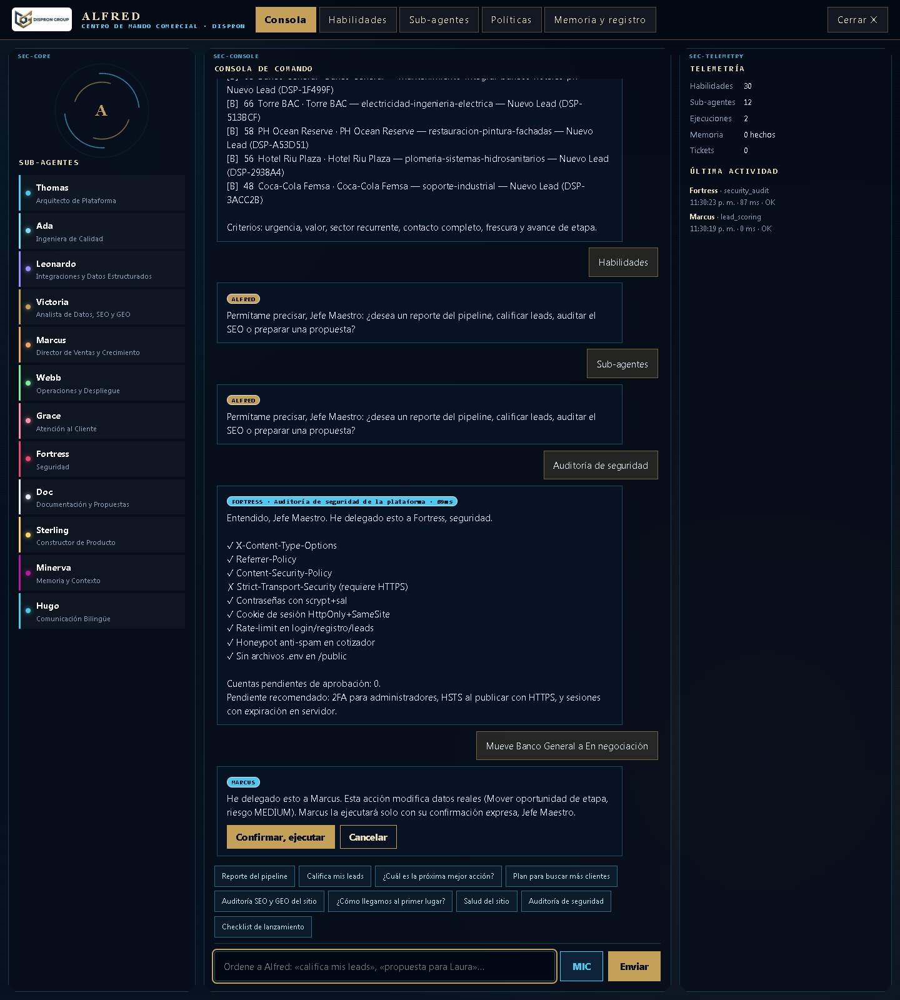 DISPRON GROUP
ALFRED
CENTRO DE MANDO COMERCIAL · DISPRON
Consola
Habilidades
Sub-agentes
Políticas
Memoria y registro
Cerrar X
SEC-CORE
A
SUB-AGENTES
Thomas
Arquitecto de Plataforma
Ada
Ingeniera de Calidad
Leonardo
Integraciones y Datos Estructurados
Victoria
Analista de Datos, SEO y GEO
Marcus
Director de Ventas y Crecimiento
Webb
Operaciones y Despliegue
Grace
Atención al Cliente
Fortress
Seguridad
Doc
Documentación y Propuestas
Sterling
Constructor de Producto
Minerva
Memoria y Contexto
Hugo
Comunicación Bilingüe
SEC-CONSOLE
CONSOLA DE COMANDO
Nuevo Lead (DSP-1F499F)
[B] 66 Torre BAC · Torre BAC — electricidad-ingenieria-electrica — Nuevo Lead (DSP-
513BCF)
[B] 58 PH Ocean Reserve · PH Ocean Reserve — restauracion-pintura-fachadas — Nuevo
Lead (DSP-A53D51)
[B] 56 Hotel Riu Plaza · Hotel Riu Plaza — plomeria-sistemas-hidrosanitarios — Nuevo Lead
(DSP-2938A4)
[B] 48 Coca-Cola Femsa · Coca-Cola Femsa — soporte-industrial — Nuevo Lead (DSP-
3ACC2B)
Criterios: urgencia, valor, sector recurrente, contacto completo, frescura y avance de etapa.
Habilidades
ALFRED
Permítame precisar, Jefe Maestro: ¿desea un reporte del pipeline, calificar leads, auditar el
SEO o preparar una propuesta?
Sub-agentes
ALFRED
Permítame precisar, Jefe Maestro: ¿desea un reporte del pipeline, calificar leads, auditar el
SEO o preparar una propuesta?
Auditoría de seguridad
FORTRESS · Auditoría de seguridad de la plataforma · 89ms
Entendido, Jefe Maestro. He delegado esto a Fortress, seguridad.
✓ X-Content-Type-Options
✓ Referrer-Policy
✓ Content-Security-Policy
✗ Strict-Transport-Security (requiere HTTPS)
✓ Contraseñas con scrypt+sal
✓ Cookie de sesión HttpOnly+SameSite
✓ Rate-limit en login/registro/leads
✓ Honeypot anti-spam en cotizador
✓ Sin archivos .env en /public
Cuentas pendientes de aprobación: 0.
Pendiente recomendado: 2FA para administradores, HSTS al publicar con HTTPS, y sesiones
con expiración en servidor.
Mueve Banco General a En negociación
MARCUS
He delegado esto a Marcus. Esta acción modifica datos reales (Mover oportunidad de etapa,
riesgo MEDIUM). Marcus la ejecutará solo con su confirmación expresa, Jefe Maestro.
Confirmar, ejecutar
Cancelar
Reporte del pipeline
Califica mis leads
¿Cuál es la próxima mejor acción?
Plan para buscar más clientes
Auditoría SEO y GEO del sitio
¿Cómo llegamos al primer lugar?
Salud del sitio
Auditoría de seguridad
Checklist de lanzamiento
Ordene a Alfred: «califica mis leads», «propuesta para Laura»...
MIC
Enviar
SEC-TELEMETRY
TELEMETRÍA
Habilidades 30
Sub-agentes 12
Ejecuciones 2
Memoria 0 hechos
Tickets 0
ÚLTIMA ACTIVIDAD
Fortress · security_audit
11:30:23 p. m. · 87 ms · OK
Marcus · lead_scoring
11:30:19 p. m. · 0 ms · OK